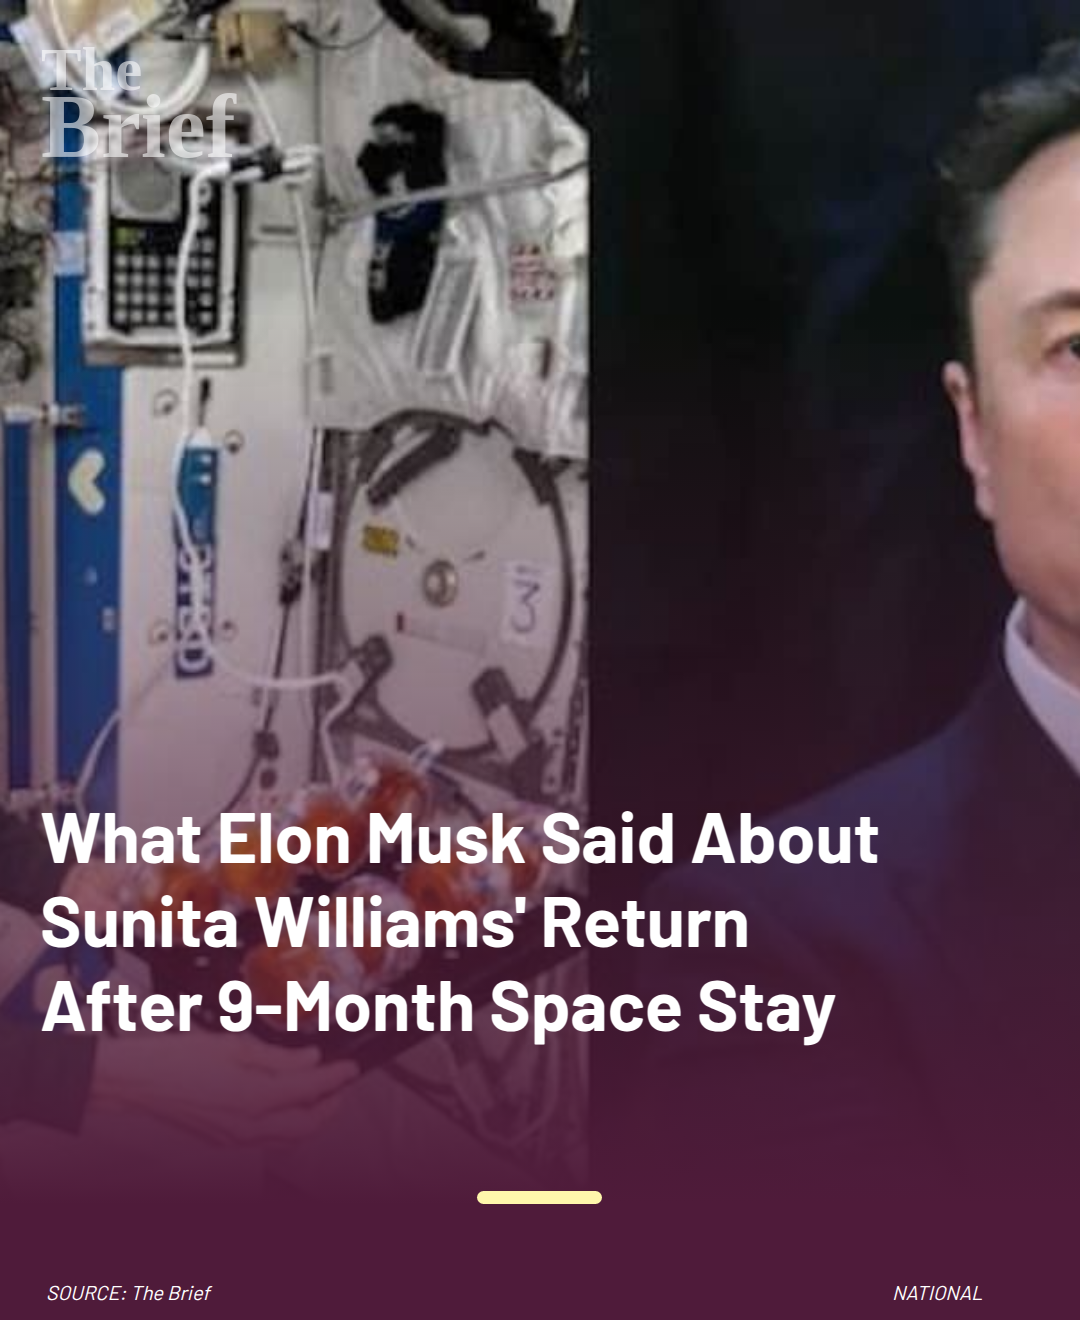 The
Brief
What Elon Musk Said About
Sunita Williams' Return
After 9-Month Space Stay
SOURCE: The Brief
NATIONAL